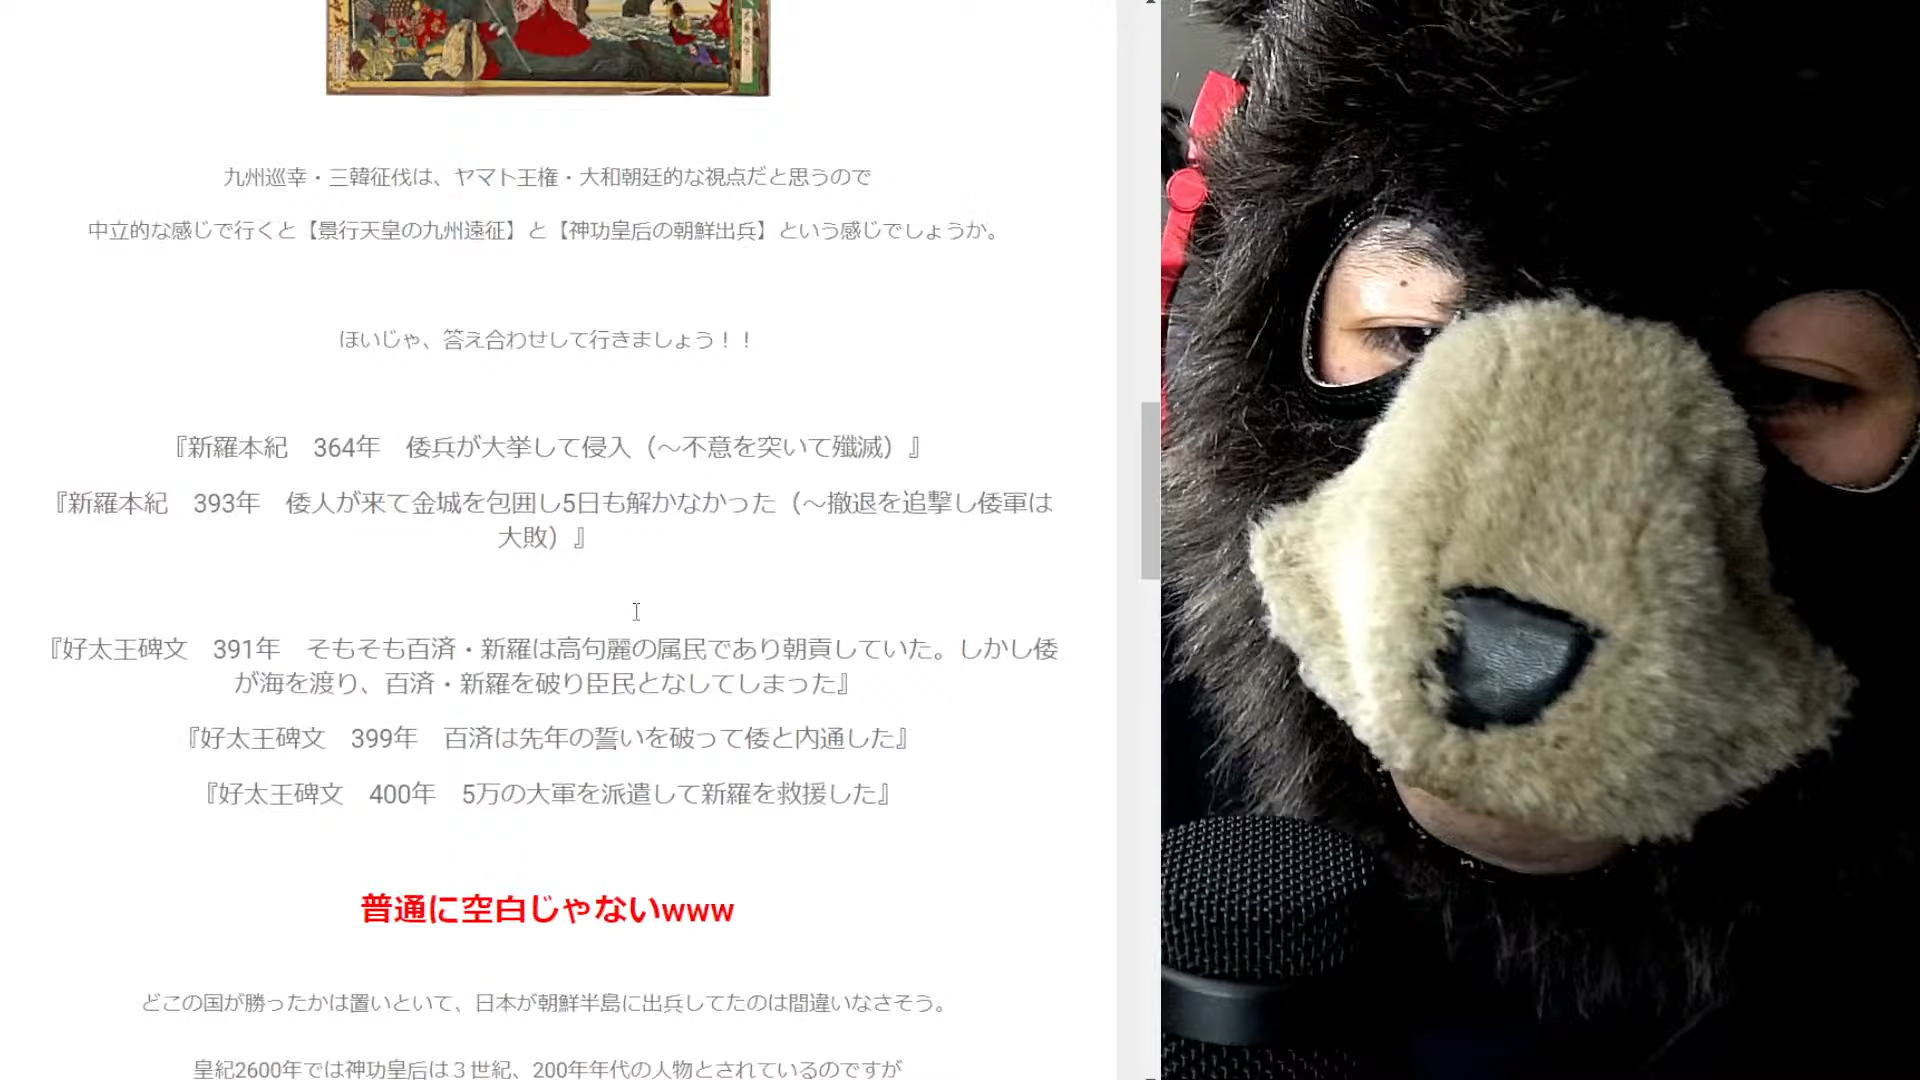 九州巡幸・三韓征伐は、ヤマト王権・大和朝廷的な視点だと思うので
中立的な感じで行くと【景行天皇の九州遠征】と【神功皇后の朝鮮出兵】という感じでしょうか。
ほいじゃ、答え合わせして行きましょう！！
『新羅本紀　364年　倭兵が大挙して侵入（～不意を突いて殲滅）』
『新羅本紀　393年　倭人が来て金城を包囲し5日も解かなかった（～撤退を追撃し倭軍は
大敗）』
『好太王碑文　391年　そもそも百済・新羅は高句麗の属民であり朝貢していた。しかし倭
が海を渡り、百済・新羅を破り臣民となしてしまった』
『好太王碑文　399年　百済は先年の誓いを破って倭と内通した』
『好太王碑文　400年　5万の大軍を派遣して新羅を救援した』
普通に空白じゃないwww
どこの国が勝ったかは置いといて、日本が朝鮮半島に出兵してたのは間違いなさそう。
皇紀2600年では神功皇后は３世紀、200年年代の人物とされているのですが